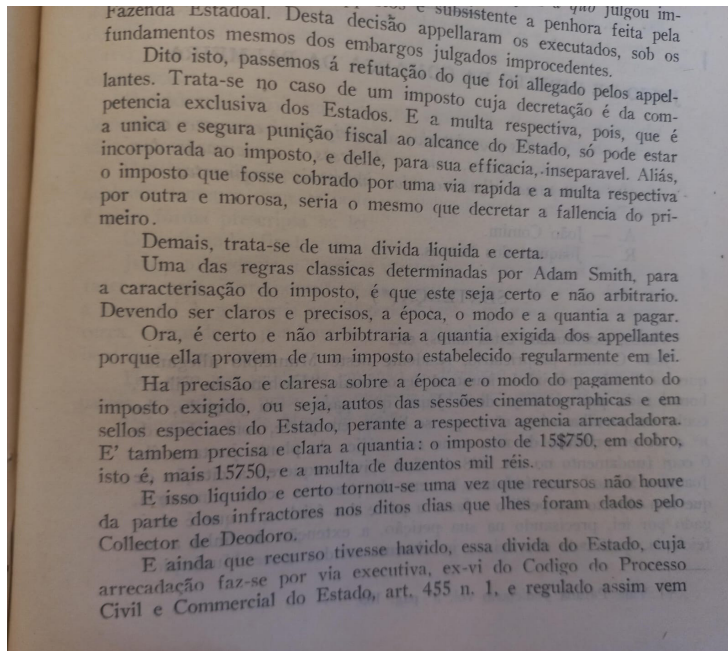 que julgou im-
e subsistente a penhora feita pela
Fazenda Estadoal. Desta decisão appellaram os executados, sob os
fundamentos mesmos dos embargos julgados improcedentes.
Dito isto, passemos á refutação do que foi allegado pelos appel-
lantes. Trata-se no caso de um imposto cuja decretação é da com-
petencia exclusiva dos Estados. E a multa respectiva, pois, que é
a unica e segura punição fiscal ao alcance do Estado, só pode estar
incorporada ao imposto, e delle, para sua efficacia, inseparavel. Aliás,
o imposto que fosse cobrado por uma via rapida e a multa respectiva
por outra e morosa, seria o mesmo que decretar a fallencia do pri-
meiro.
Demais, trata-se de uma divida liquida e certa.
Uma das regras classicas determinadas por Adam Smith, para
a caracterisação do imposto, é que este seja certo e não arbitrario.
Devendo ser claros e precisos, a época, o modo e a quantia a pagar.
Ora, é certo e não arbibtraria a quantia exigida dos appellantes
porque ella provem de um imposto estabelecido regularmente em lei.
Ha precisão e claresa sobre a época e o modo do pagamento do
imposto exigido, ou seja, autos das sessões cinematographicas e em
sellos especiaes do Estado, perante a respectiva agencia arrecadadora.
E' tambem precisa e clara a quantia: o imposto de 15$750, em dobro,
isto é, mais 15750, e a multa de duzentos mil réis.
E isso liquido e certo tornou-se uma vez que recursos não houve
da parte dos infractores nos ditos dias que lhes foram dados pelo
Collector de Deodoro.
E ainda que recurso tivesse havido, essa divida do Estado, cuja
arrecadação faz-se por via executiva, ex-vi do Codigo do Processo
Civil e Commercial do Estado, art. 455 n. 1, e regulado assim vem